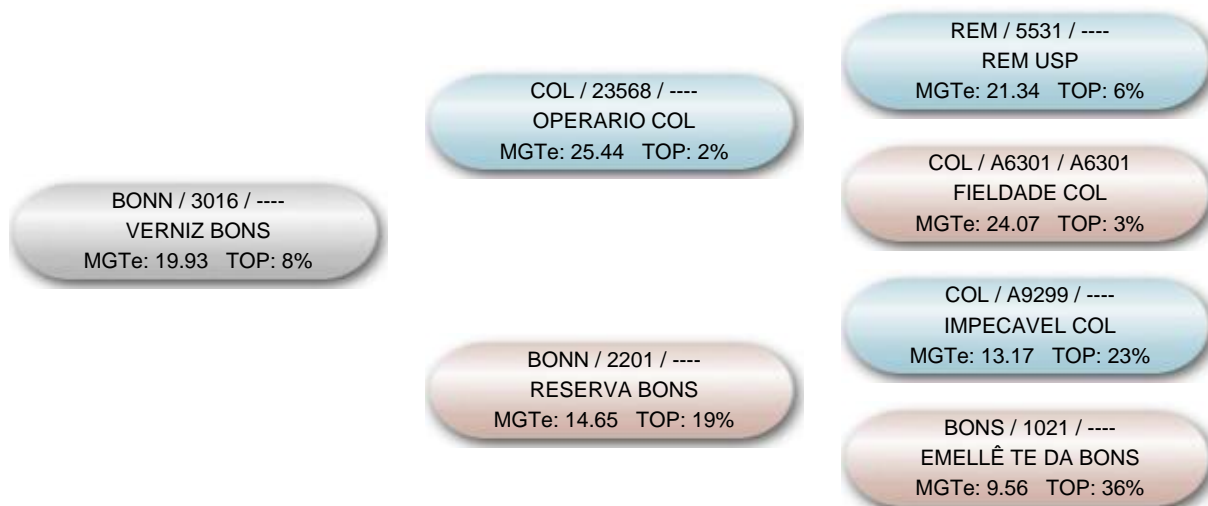 BONN / 3016 / ----
VERNIZ BONS
MGTe: 19.93 TOP: 8%
COL / 23568 / ----
OPERARIO COL
MGTe: 25.44 TOP: 2%
BONN / 2201 / ----
RESERVA BONS
MGTe: 14.65 TOP: 19%
REM / 5531 / ----
REM USP
MGTe: 21.34 TOP: 6%
COL / A6301 / A6301
FIELDADE COL
MGTe: 24.07 TOP: 3%
COL / A9299 / ----
IMPECAVEL COL
MGTe: 13.17 TOP: 23%
BONS / 1021 / ----
EMELLÊ TE DA BONS
MGTe: 9.56 TOP: 36%